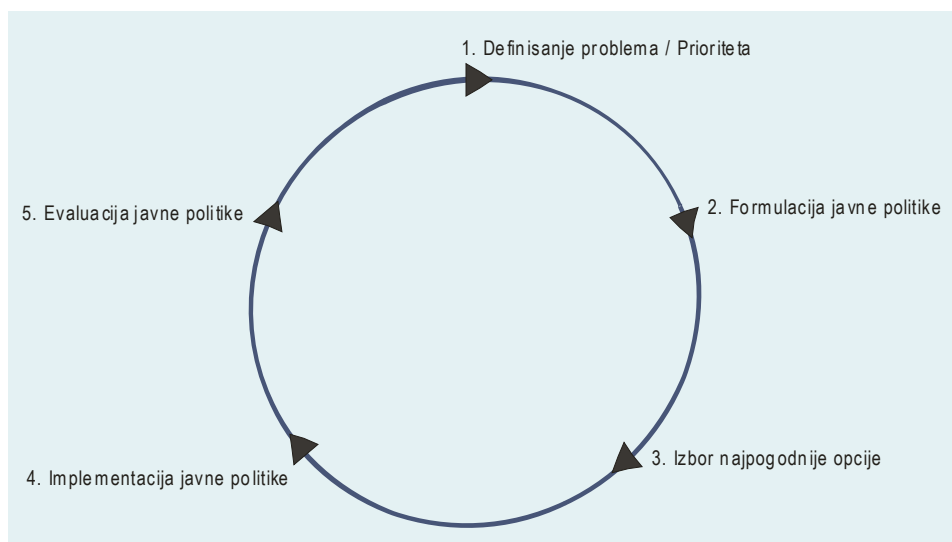 1. Definisanje problema / Prioriteta
2. Formulacija javne politike
3. Izbor najpogodnije opcije
4. Implementacija javne politike
5. Evaluacija javne politike